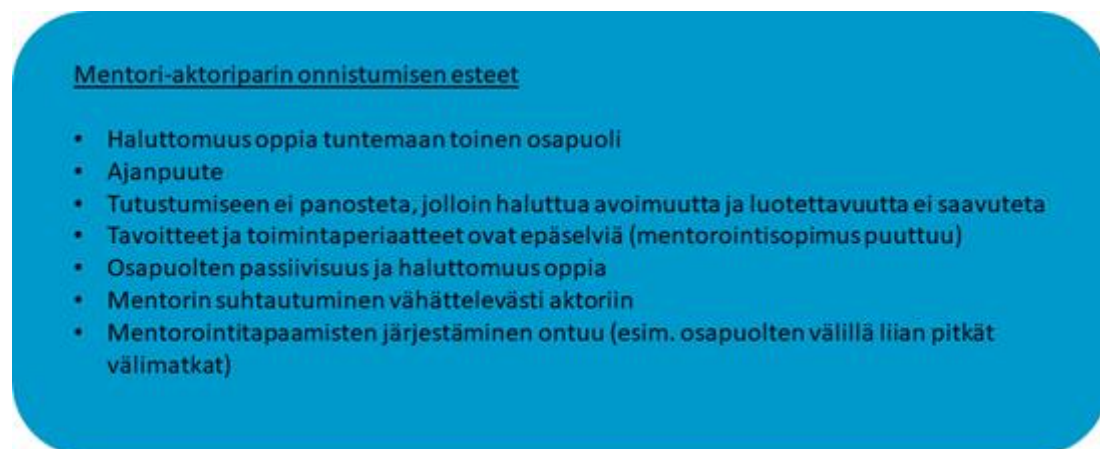 Mentori-aktoriparin onnistumisen esteet
• Haluttomuus oppia tuntemaan toinen osapuoli
• Ajanpuute
• Tutustumiseen ei panosteta, jolloin haluttua avoimuutta ja luotettavuutta ei saavuteta
• Tavoitteet ja toimintaperiaatteet ovat epäselviä (mentorointisopimus puuttuu)
• Osapuolten passiivisuus ja haluttomuus oppia
• Mentorin suhtautuminen vähättelevästi aktoriin
• Mentorointitapaamisten järjestäminen ontuu (esim. osapuolten välillä liian pitkät
välimatkat)